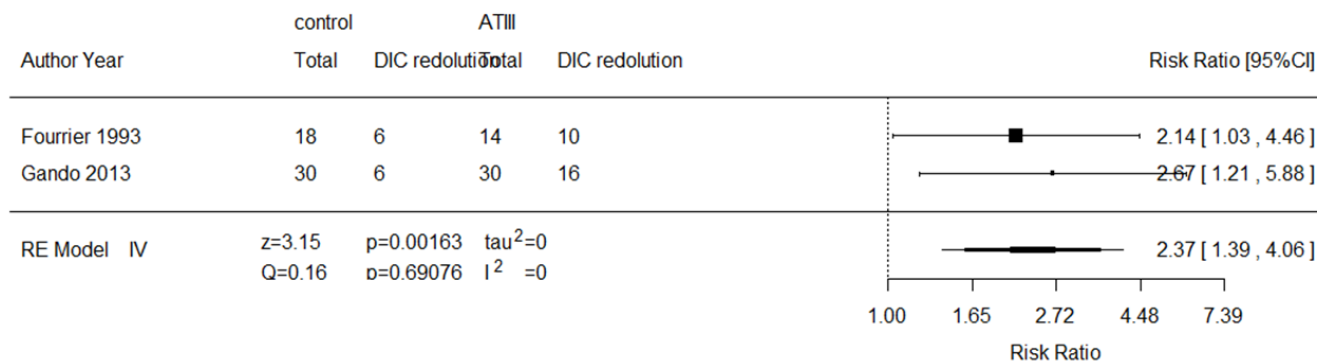 control ATIII
Author Year Total DIC redolution Total DIC redolution Risk Ratio [95%CI]
Fourrier 1993 18 6 14 10 2.14 [ 1.03 , 4.46 ]
Gando 2013 30 6 30 16 2.67 [ 1.21 , 5.88 ]
z=3.15 p=0.00163 tau²=0
RE Model IV 2.37 [ 1.39 , 4.06 ]
Q=0.16 p=0.69076 I² =0
1.00 1.65 2.72 4.48 7.39
Risk Ratio